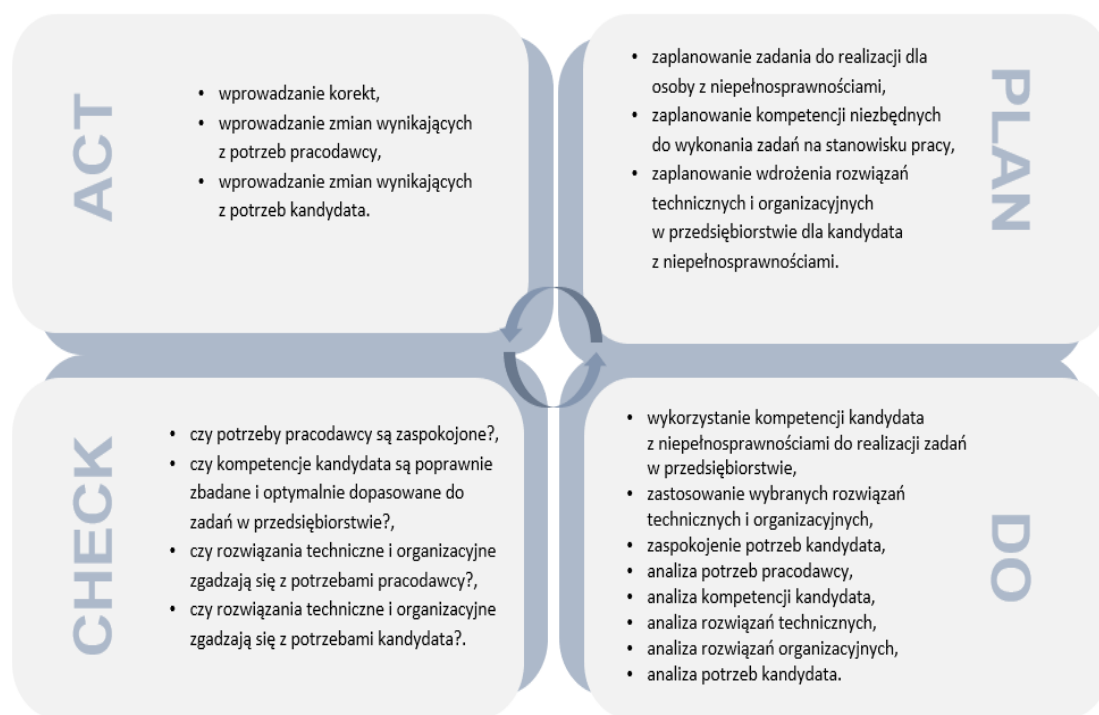 ACT
• wprowadzanie korekt,
• wprowadzanie zmian wynikających
z potrzeb pracodawcy,
• wprowadzanie zmian wynikających
z potrzeb kandydata.
PLAN
• zaplanowanie zadania do realizacji dla
osoby z niepełnosprawnościami,
• zaplanowanie kompetencji niezbędnych
do wykonania zadań na stanowisku pracy,
• zaplanowanie wdrożenia rozwiązań
technicznych i organizacyjnych
w przedsiębiorstwie dla kandydata
z niepełnosprawnościami.
CHECK
• czy potrzeby pracodawcy są zaspokojone?,
• czy kompetencje kandydata są poprawnie
zbadane i optymalnie dopasowane do
zadań w przedsiębiorstwie?,
• czy rozwiązania techniczne i organizacyjne
zgadzają się z potrzebami pracodawcy?,
• czy rozwiązania techniczne i organizacyjne
zgadzają się z potrzebami kandydata?.
DO
• wykorzystanie kompetencji kandydata
z niepełnosprawnościami do realizacji zadań
w przedsiębiorstwie,
• zastosowanie wybranych rozwiązań
technicznych i organizacyjnych,
• zaspokojenie potrzeb kandydata,
• analiza potrzeb pracodawcy,
• analiza kompetencji kandydata,
• analiza rozwiązań technicznych,
• analiza rozwiązań organizacyjnych,
• analiza potrzeb kandydata.